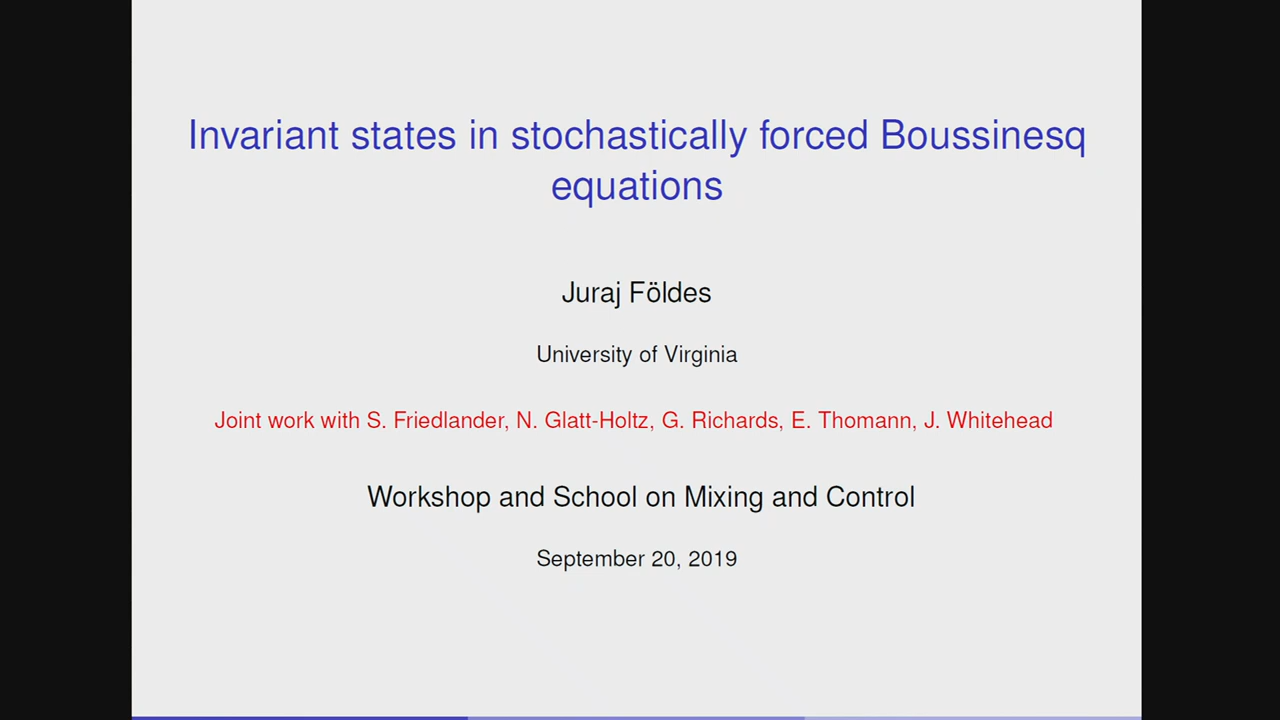 Invariant states in stochastically forced Boussinesq
equations
Juraj Földes
University of Virginia
Joint work with S. Friedlander, N. Glatt-Holtz, G. Richards, E. Thomann, J. Whitehead
Workshop and School on Mixing and Control
September 20, 2019